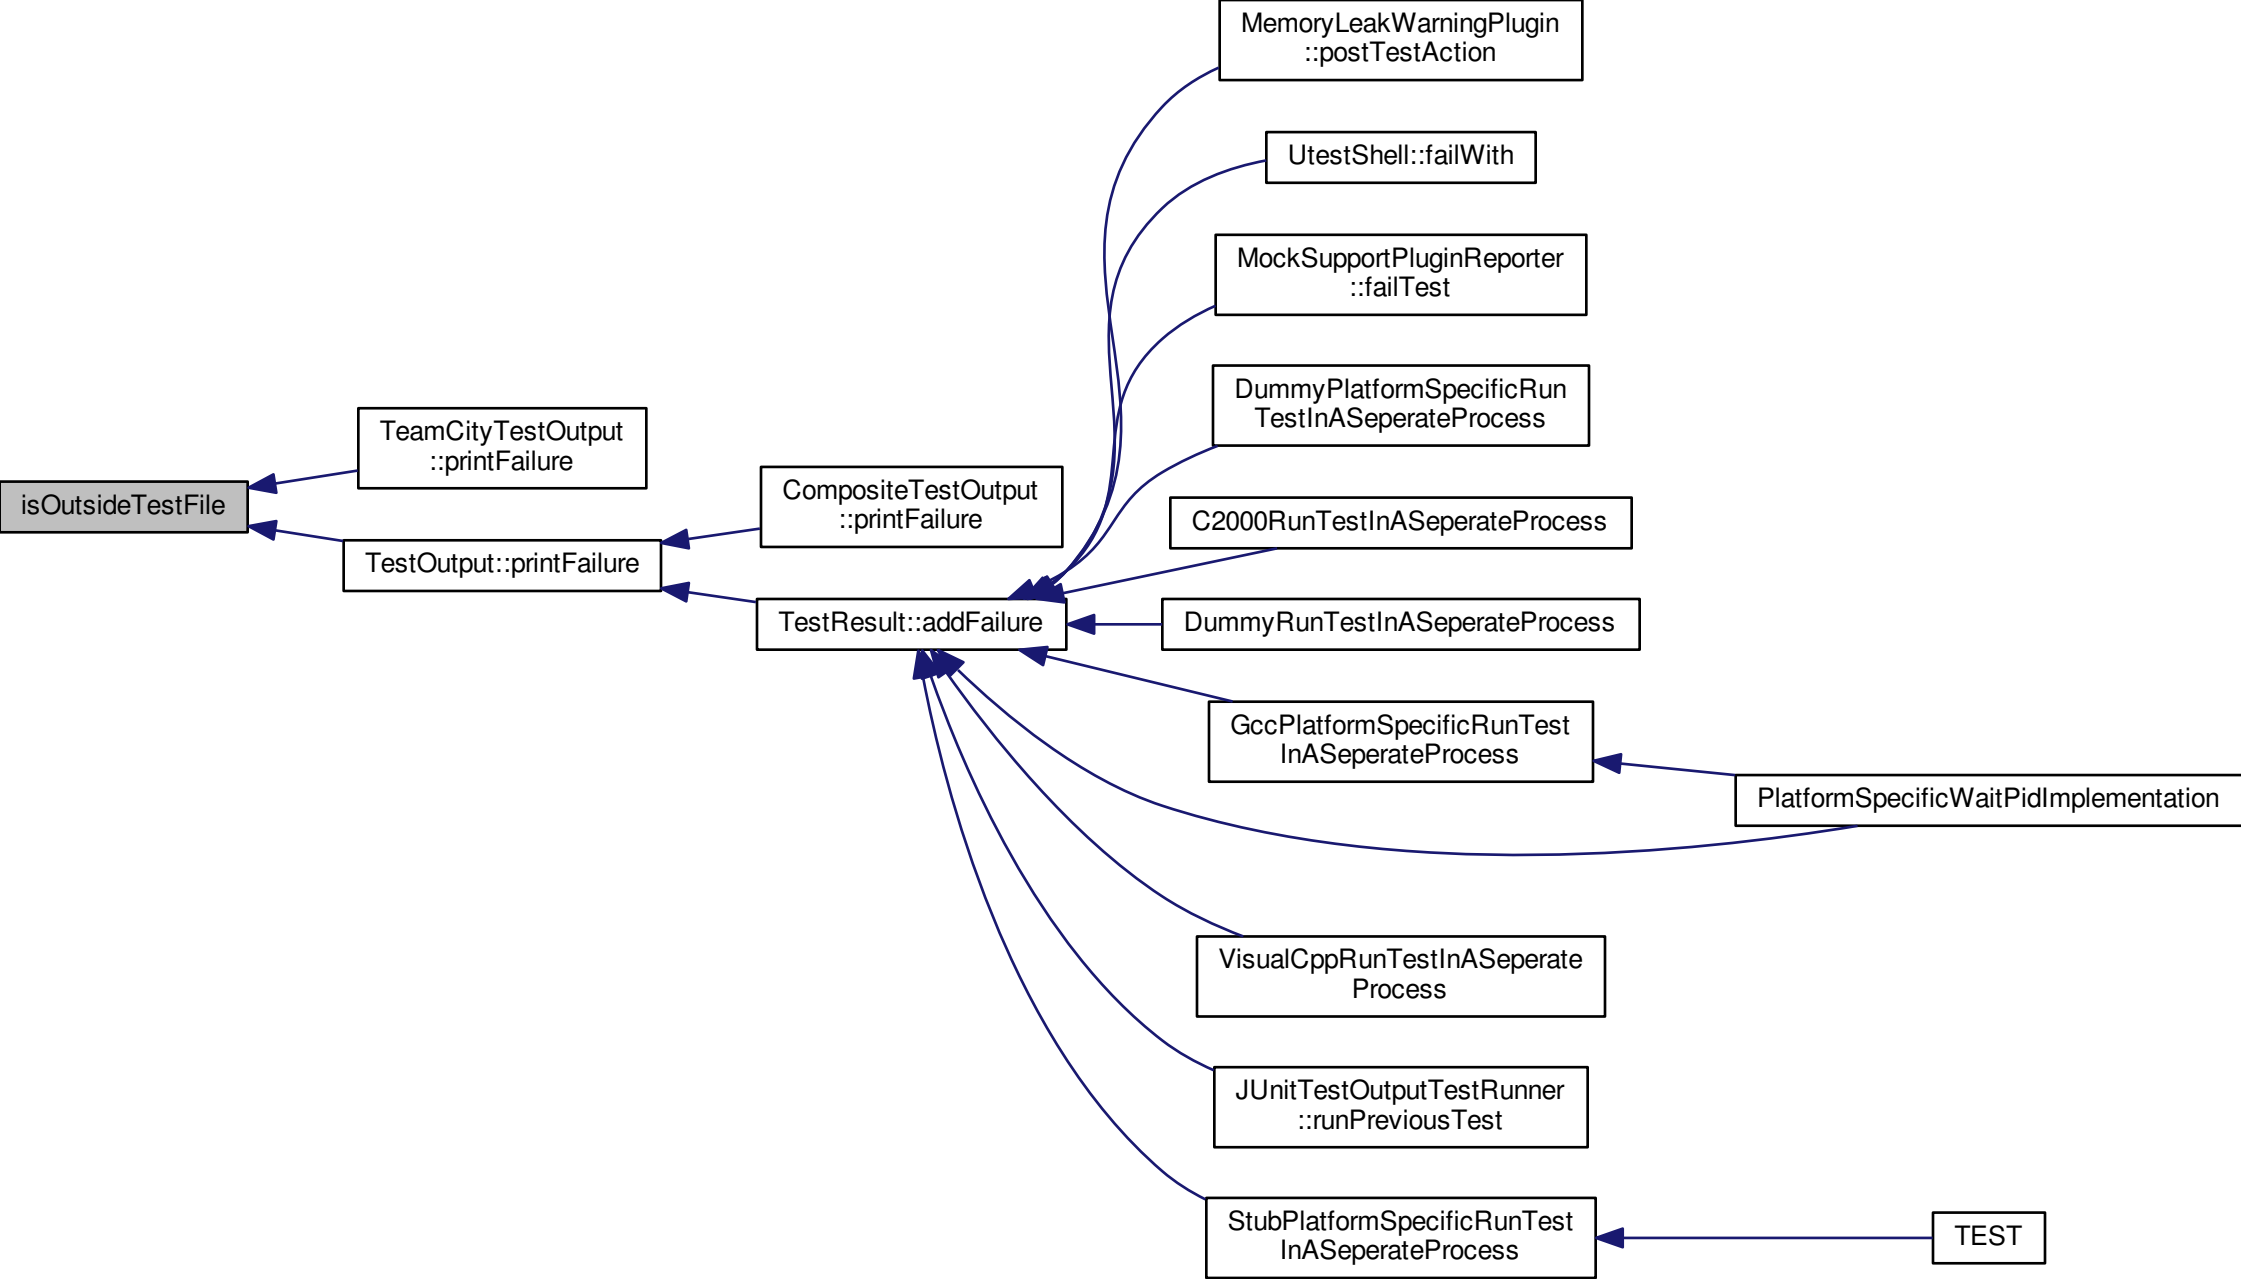 MemoryLeakWarningPlugin
::postTestAction
UtestShell::failWith
MockSupportPluginReporter
::failTest
DummyPlatformSpecificRun
TestInASeperateProcess
TeamCityTestOutput
::printFailure
isOutsideTestFile
CompositeTestOutput
::printFailure
C2000RunTestInASeperateProcess
TestOutput::printFailure
TestResult::addFailure
DummyRunTestInASeperateProcess
GccPlatformSpecificRunTest
InASeperateProcess
PlatformSpecificWaitPidImplementation
VisualCppRunTestInASeperate
Process
JUnitTestOutputTestRunner
::runPreviousTest
StubPlatformSpecificRunTest
InASeperateProcess
TEST